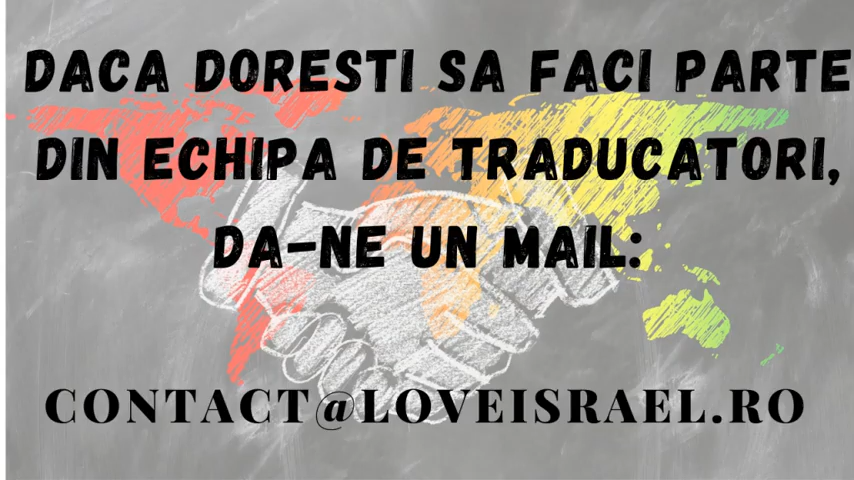 DACA DORESTI SA FACI PARTE
DIN ECHIPA DE TRADUCATORI,
DA-NE UN MAIL:
CONTACT@LOVEISRAEL.RO